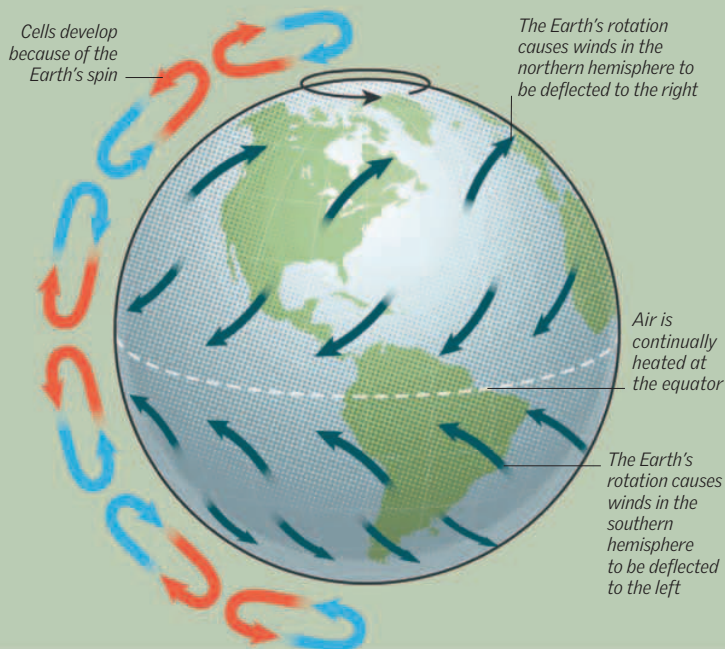 Cells develop
because of the
Earth's spin
The Earth's rotation
causes winds in the
northern hemisphere to
be deflected to the right
Air is
continually
heated at
the equator
The Earth's
rotation causes
winds in the
southern
hemisphere
to be deflected
to the left